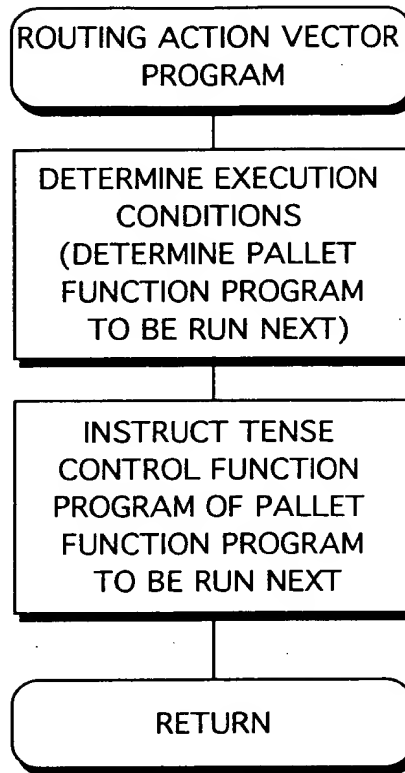 ROUTING ACTION VECTOR
PROGRAM
DETERMINE EXECUTION
CONDITIONS
(DETERMINE PALLET
FUNCTION PROGRAM
TO BE RUN NEXT)
INSTRUCT TENSE
CONTROL FUNCTION
PROGRAM OF PALLET
FUNCTION PROGRAM
TO BE RUN NEXT
RETURN